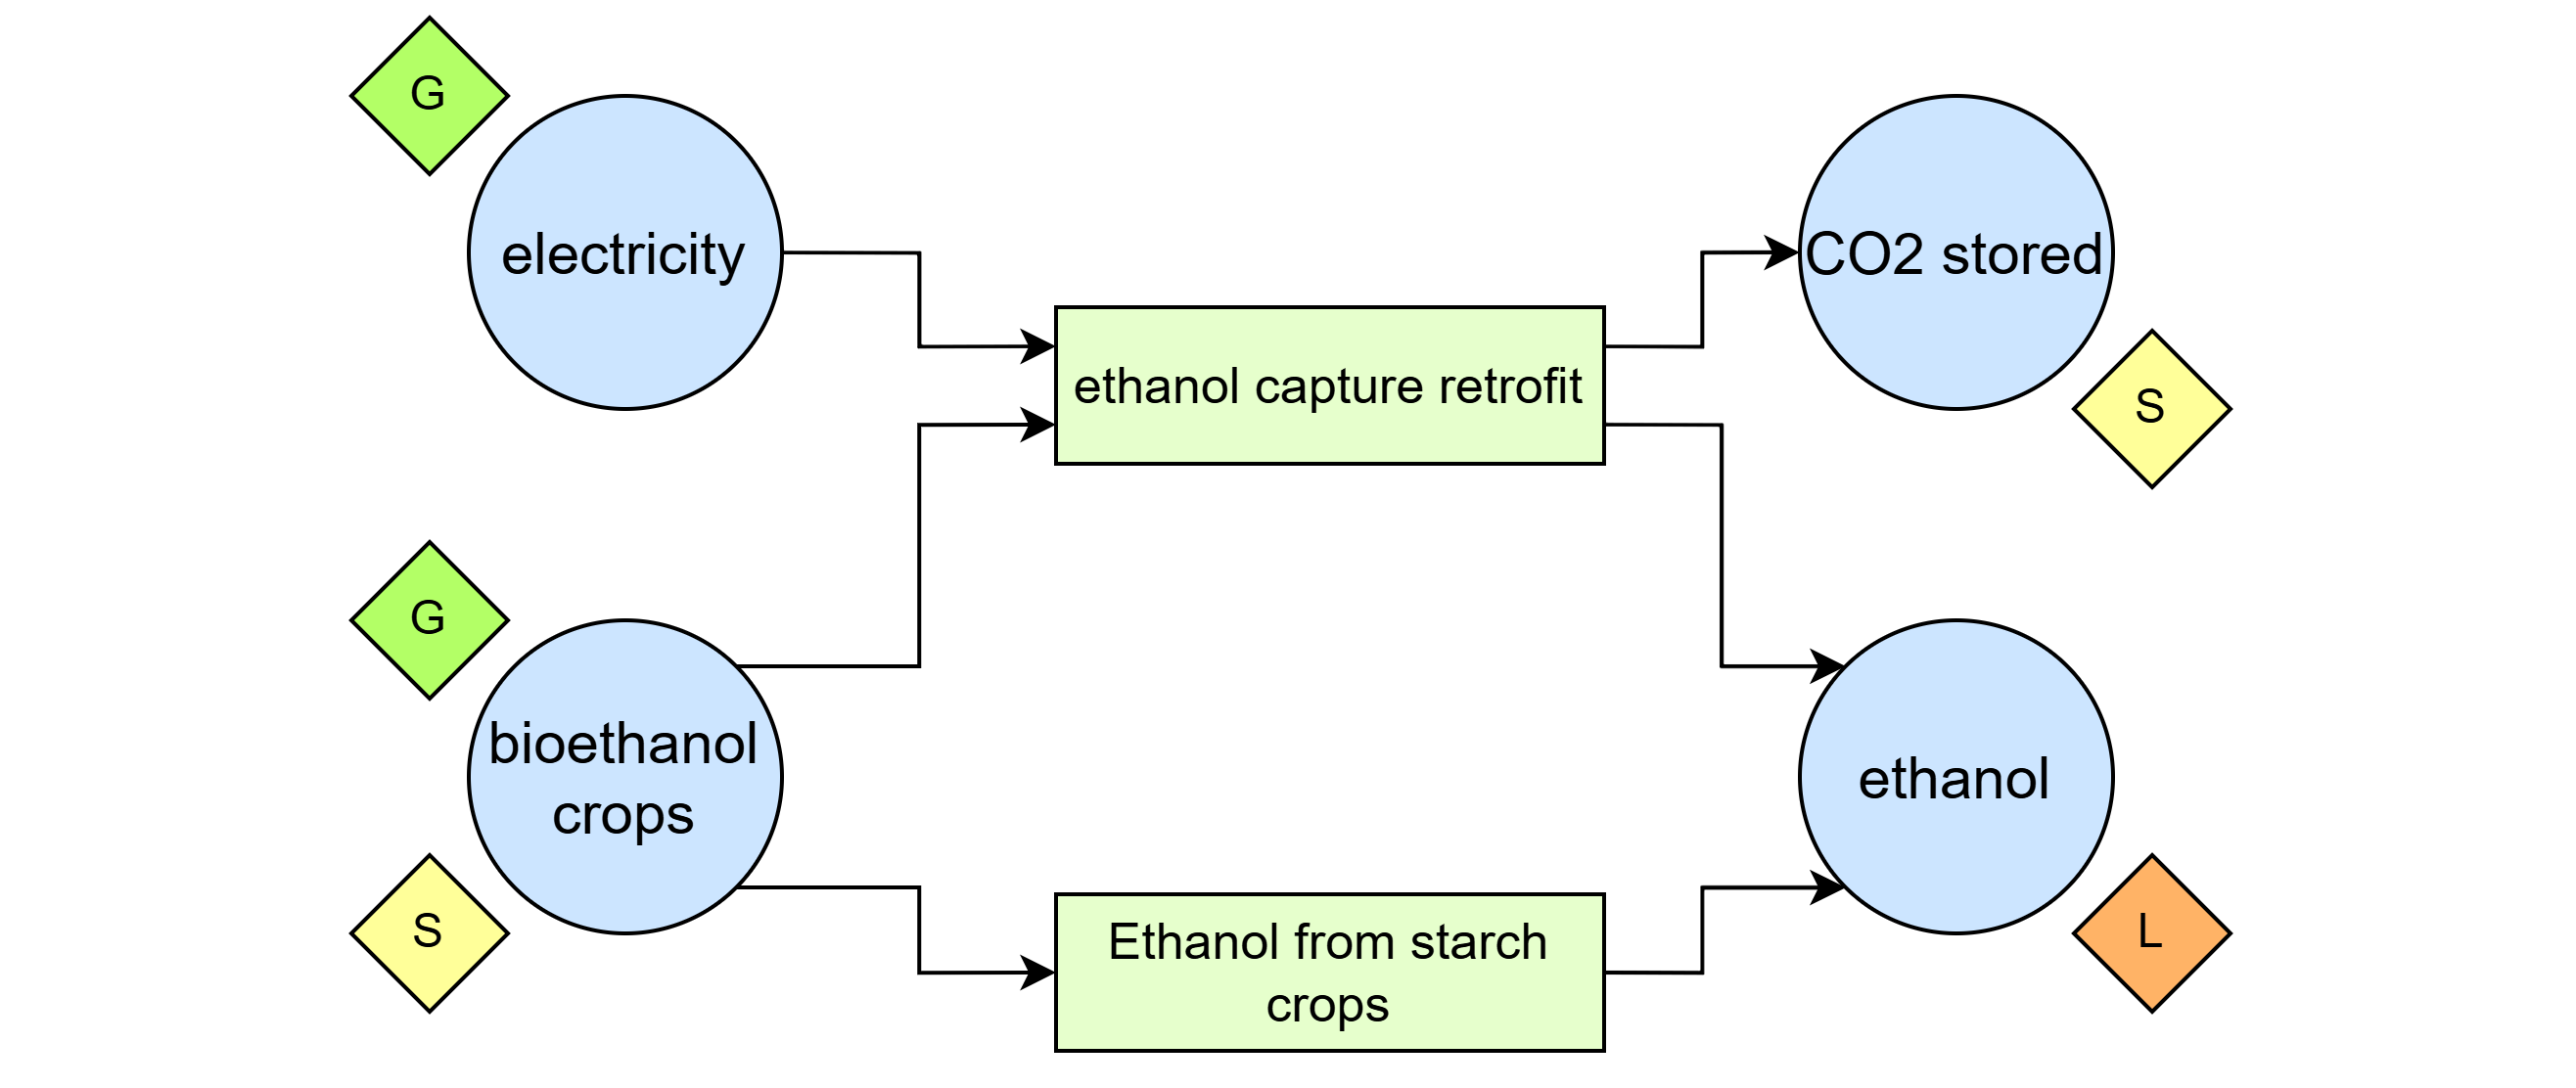 G
electricity
CO2 stored
ethanol capture retrofit
S
G
bioethanol
crops
ethanol
S
Ethanol from starch
crops
L